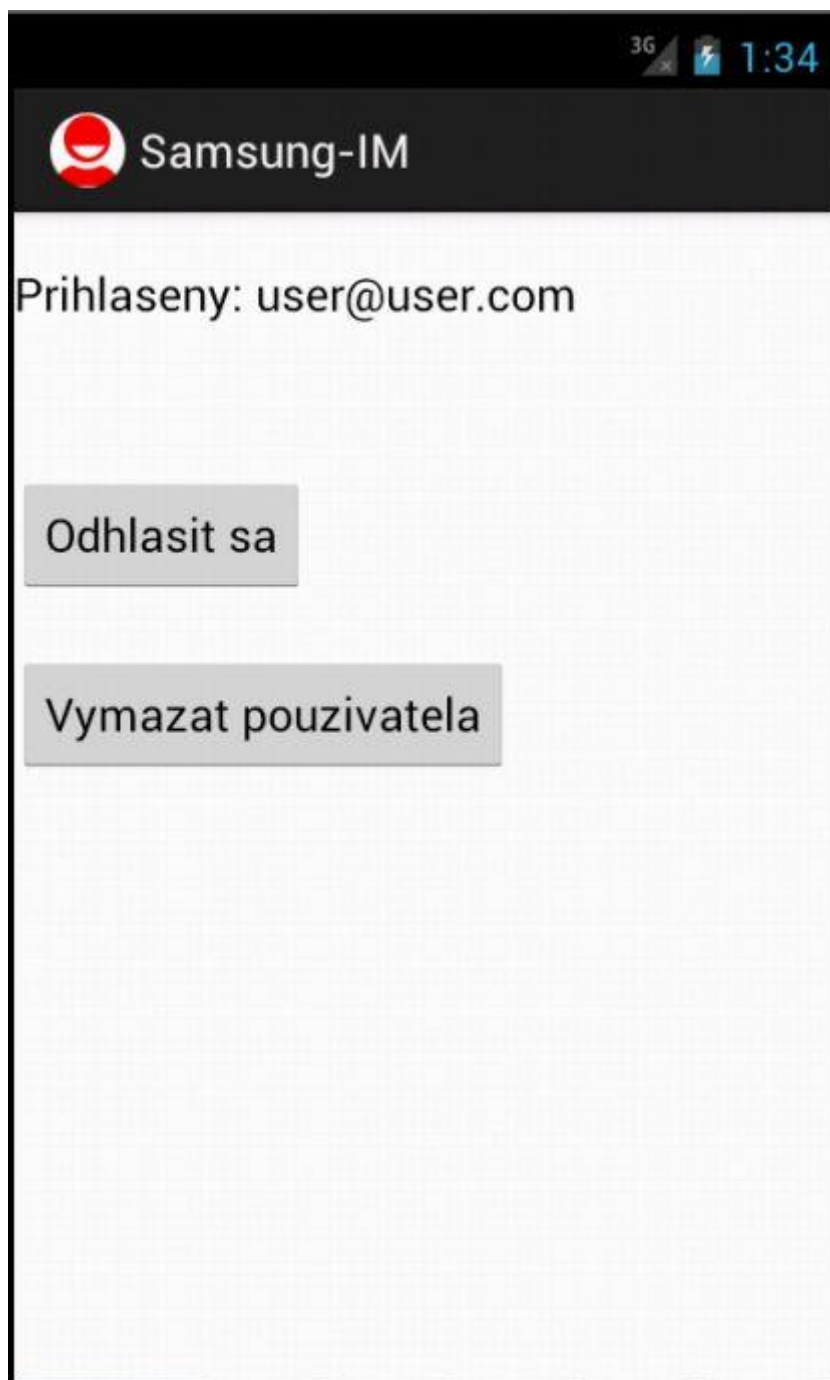 3G 1:34
Samsung-IM
Prihlaseny: user@user.com
Odhlasit sa
Vymazat pouzivatela